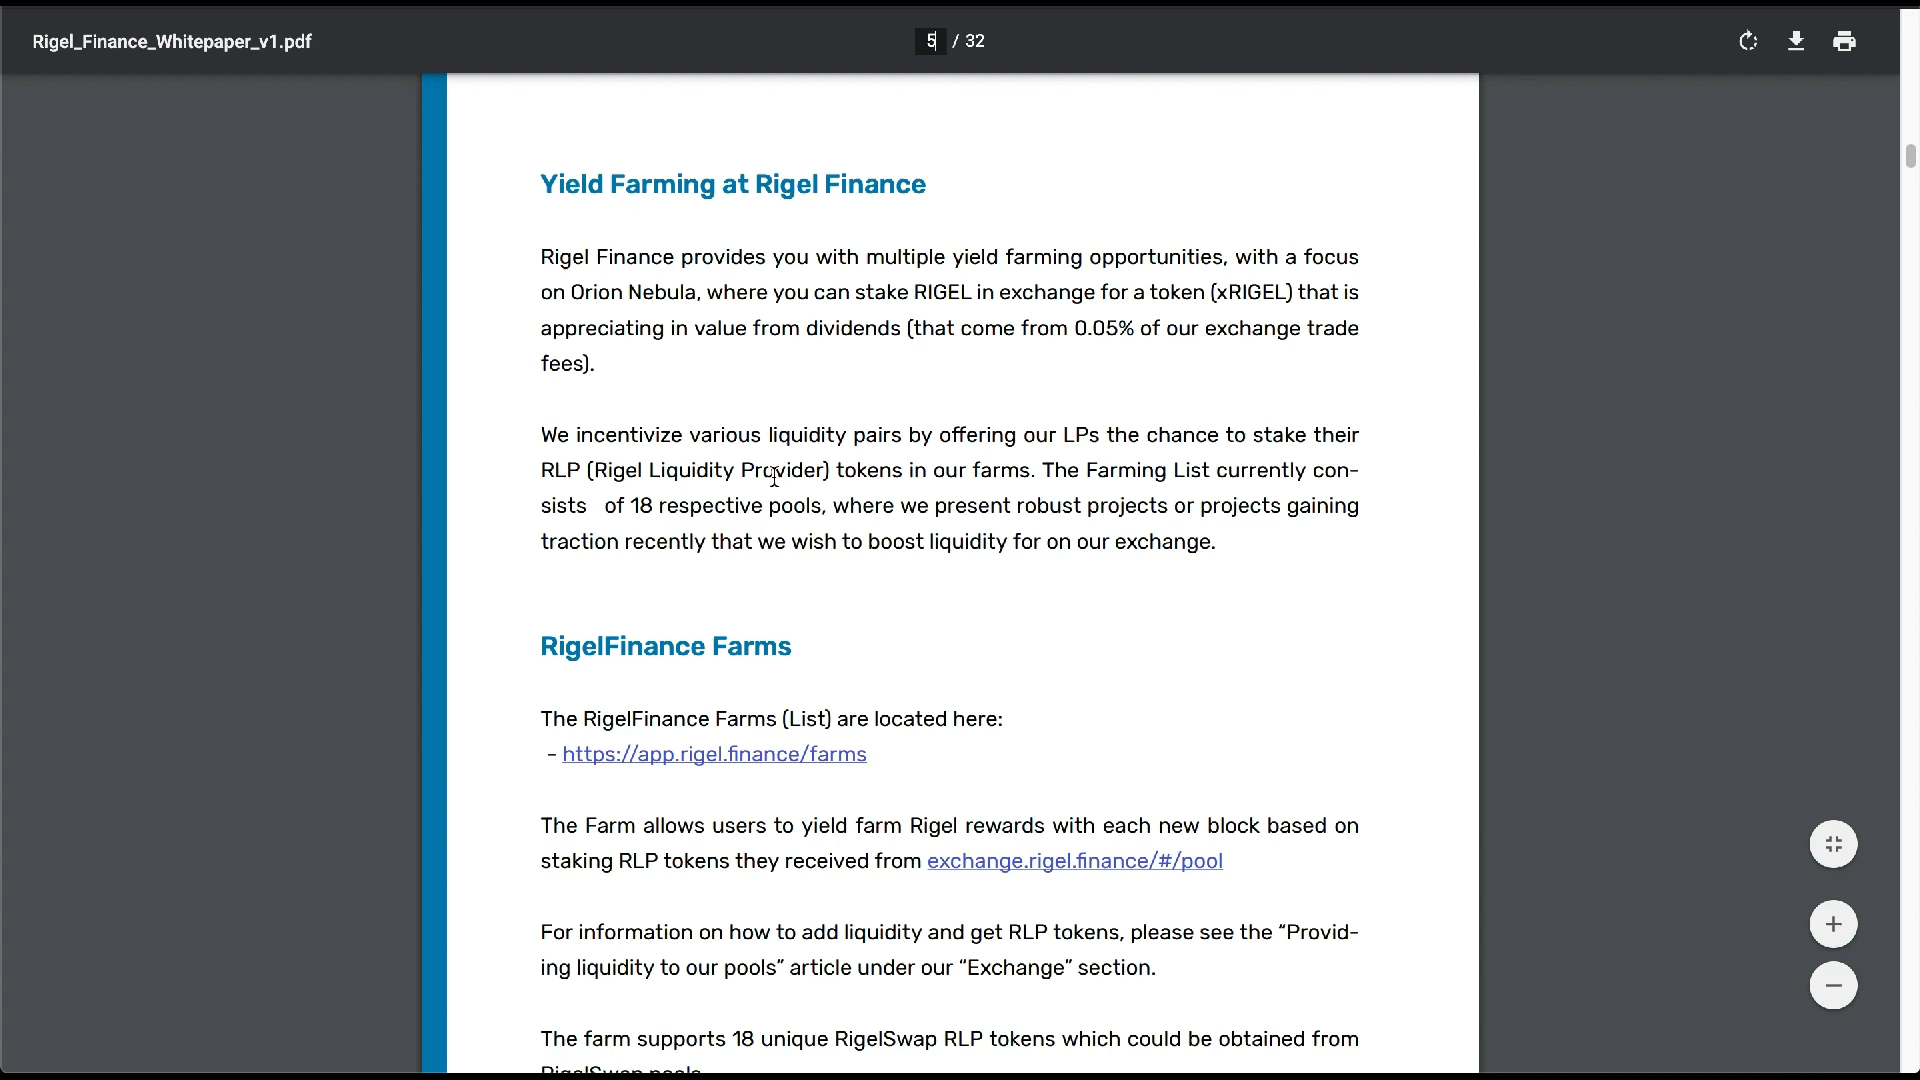 Rigel_Finance_Whitepaper_v1.pdf
5 / 32
Yield Farming at Rigel Finance
Rigel Finance provides you with multiple yield farming opportunities, with a focus
on Orion Nebula, where you can stake RIGEL in exchange for a token (xRIGEL) that is
appreciating in value from dividends (that come from 0.05% of our exchange trade
fees).
We incentivize various liquidity pairs by offering our LPs the chance to stake their
RLP (Rigel Liquidity Provider) tokens in our farms. The Farming List currently con-
sists of 18 respective pools, where we present robust projects or projects gaining
traction recently that we wish to boost liquidity for on our exchange.
RigelFinance Farms
The RigelFinance Farms (List) are located here:
- https://app.rigel.finance/farms
The Farm allows users to yield farm Rigel rewards with each new block based on
staking RLP tokens they received from exchange.rigel.finance/#/pool
For information on how to add liquidity and get RLP tokens, please see the “Provid-
ing liquidity to our pools” article under our “Exchange” section.
The farm supports 18 unique RigelSwap RLP tokens which could be obtained from
RigelSwap pools